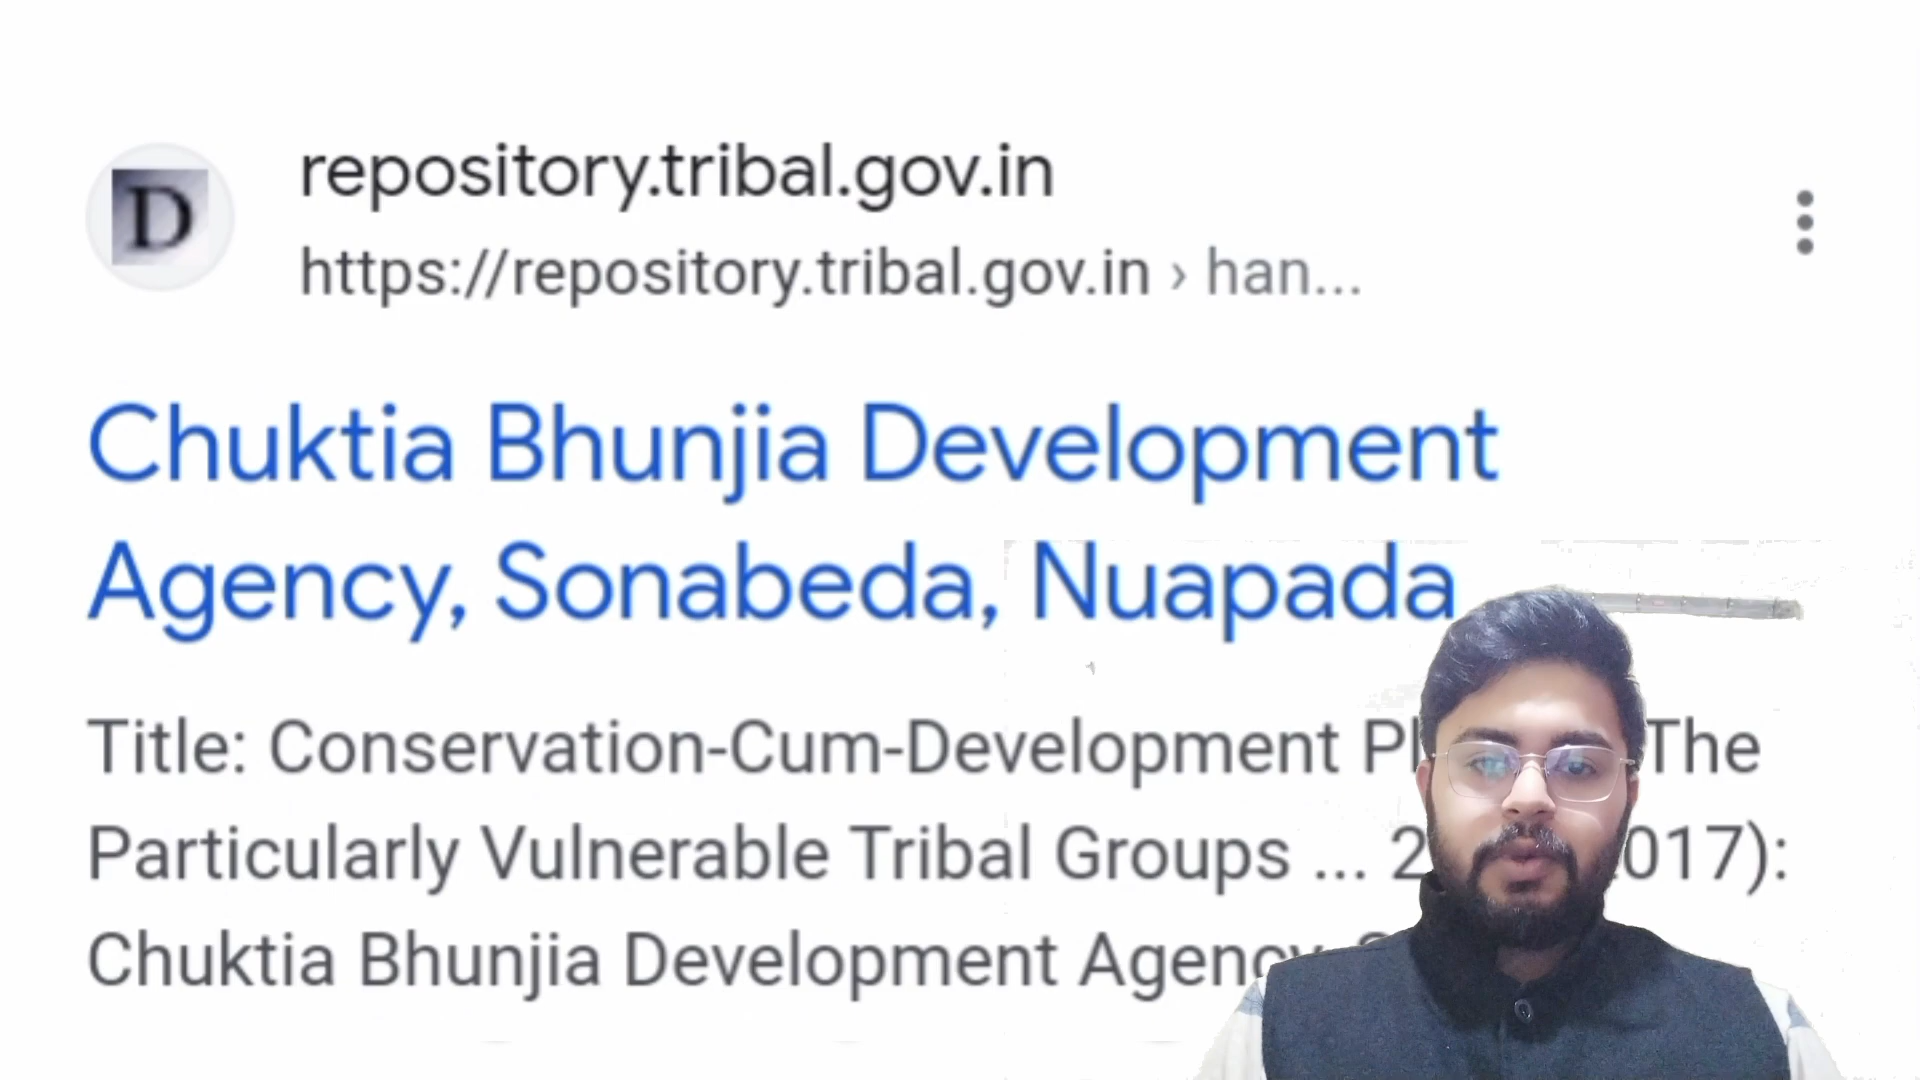 D
repository.tribal.gov.in
https://repository.tribal.gov.in › han...
Chuktia Bhunjia Development
Agency, Sonabeda, Nuapada
Title: Conservation-Cum-Development The
Particularly Vulnerable Tribal Groups ... 017):
Chuktia Bhunjia Development Agency